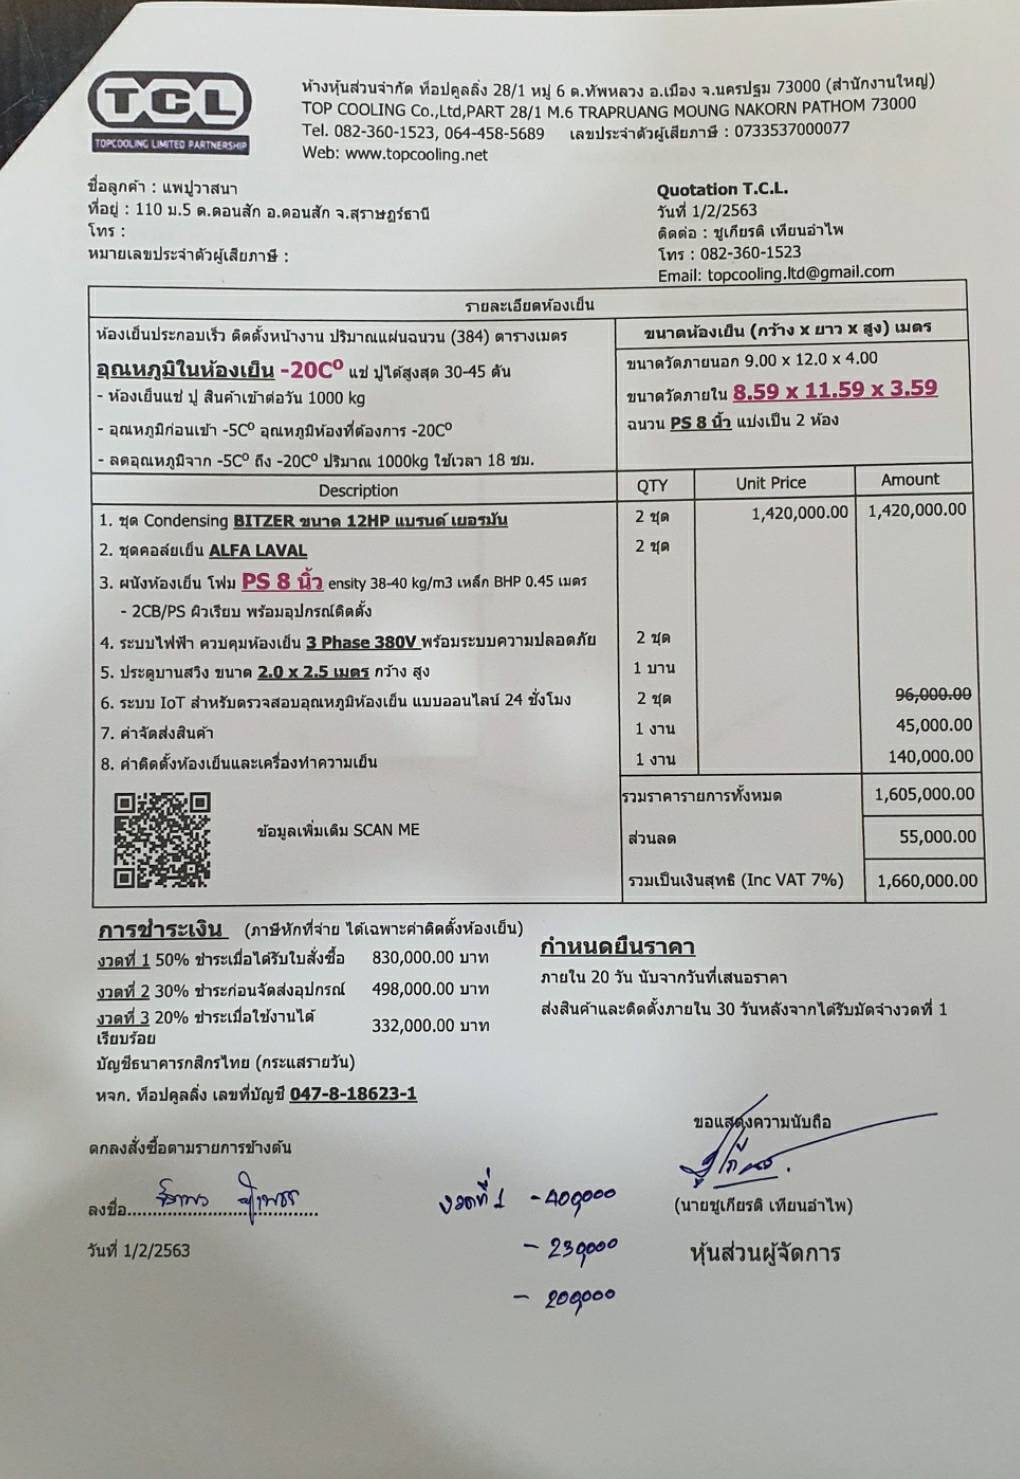 TCL
TOPCOOLING LIMITED PARTNERSHIP
ห้างหุ้นส่วนจำกัด ท็อปคูลลิ่ง 28/1 หมู่ 6 ต.ทัพหลวง อ.เมือง จ.นครปฐม 73000 (สำนักงานใหญ่)
TOP COOLING Co.,Ltd,PART 28/1 M.6 TRAPRUANG MOUNG NAKORN PATHOM 73000
Tel. 082-360-1523, 064-458-5689 เลขประจำตัวผู้เสียภาษี : 0733537000077
Web: www.topcooling.net
ชื่อลูกค้า : แพปูวาสนา
ที่อยู่ : 110 ม.5 ต.ดอนสัก อ.ดอนสัก จ.สุราษฎร์ธานี
โทร :
หมายเลขประจำตัวผู้เสียภาษี :
Quotation T.C.L.
วันที่ 1/2/2563
ติดต่อ : ชูเกียรติ เทียนอำไพ
โทร : 082-360-1523
Email: topcooling.ltd@gmail.com
รายละเอียดห้องเย็น
ห้องเย็นประกอบเร็ว ติดตั้งหน้างาน ปริมาณแผ่นฉนวน (384) ตารางเมตร
อุณหภูมิในห้องเย็น -20C⁰ แช่ ปูได้สูงสุด 30-45 ตัน
- ห้องเย็นแช่ ปู สินค้าเข้าต่อวัน 1000 kg
- อุณหภูมิก่อนเข้า -5C⁰ อุณหภูมิห้องที่ต้องการ -20C⁰
- ลดอุณหภูมิจาก -5C⁰ ถึง -20C⁰ ปริมาณ 1000kg ใช้เวลา 18 ชม.
ขนาดห้องเย็น (กว้าง x ยาว x สูง) เมตร
ขนาดวัดภายนอก 9.00 x 12.0 x 4.00
ขนาดวัดภายใน 8.59 x 11.59 x 3.59
ฉนวน PS 8 นิ้ว แบ่งเป็น 2 ห้อง
Description QTY Unit Price Amount
1. ชุด Condensing BITZER ขนาด 12HP แบรนด์ เยอรมัน 2 ชุด 1,420,000.00 1,420,000.00
2. ชุดคอล์ยเย็น ALFA LAVAL 2 ชุด
3. ผนังห้องเย็น โฟม PS 8 นิ้ว ensity 38-40 kg/m3 เหล็ก BHP 0.45 เมตร
- 2CB/PS ผิวเรียบ พร้อมอุปกรณ์ติดตั้ง
4. ระบบไฟฟ้า ควบคุมห้องเย็น 3 Phase 380V พร้อมระบบความปลอดภัย 2 ชุด
5. ประตูบานสวิง ขนาด 2.0 x 2.5 เมตร กว้าง สูง 1 บาน
6. ระบบ IoT สำหรับตรวจสอบอุณหภูมิห้องเย็น แบบออนไลน์ 24 ชั่งโมง 2 ชุด 96,000.00
7. ค่าจัดส่งสินค้า 1 งาน 45,000.00
8. ค่าติดตั้งห้องเย็นและเครื่องทำความเย็น 1 งาน 140,000.00
รวมราคารายการทั้งหมด 1,605,000.00
ข้อมูลเพิ่มเติม SCAN ME
ส่วนลด 55,000.00
รวมเป็นเงินสุทธิ (Inc VAT 7%) 1,660,000.00
การชำระเงิน (ภาษีหักที่จ่าย ได้เฉพาะค่าติดตั้งห้องเย็น)
งวดที่ 1 50% ชำระเมื่อได้รับใบสั่งซื้อ 830,000.00 บาท
งวดที่ 2 30% ชำระก่อนจัดส่งอุปกรณ์ 498,000.00 บาท
งวดที่ 3 20% ชำระเมื่อใช้งานได้
เรียบร้อย 332,000.00 บาท
บัญชีธนาคารกสิกรไทย (กระแสรายวัน)
หจก. ท็อปคูลลิ่ง เลขที่บัญชี 047-8-18623-1
กำหนดยืนราคา
ภายใน 20 วัน นับจากวันที่เสนอราคา
ส่งสินค้าและติดตั้งภายใน 30 วันหลังจากได้รับมัดจำงวดที่ 1
ตกลงสั่งซื้อตามรายการข้างต้น
ลงชื่อ....................................
วันที่ 1/2/2563
งวดที่ 1 - 400,000
- 230,000
- 200,000
ขอแสดงความนับถือ
(นายชูเกียรติ เทียนอำไพ)
หุ้นส่วนผู้จัดการ